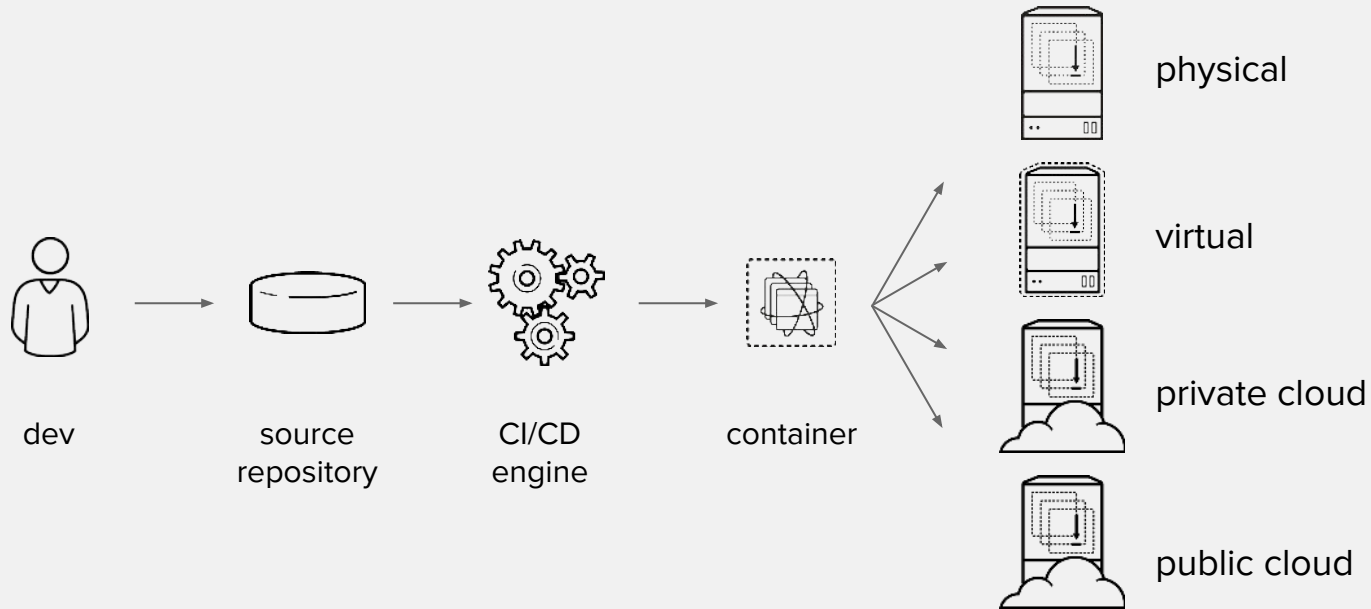 physical
virtual
private cloud
public cloud
dev
source
repository
CI/CD
engine
container